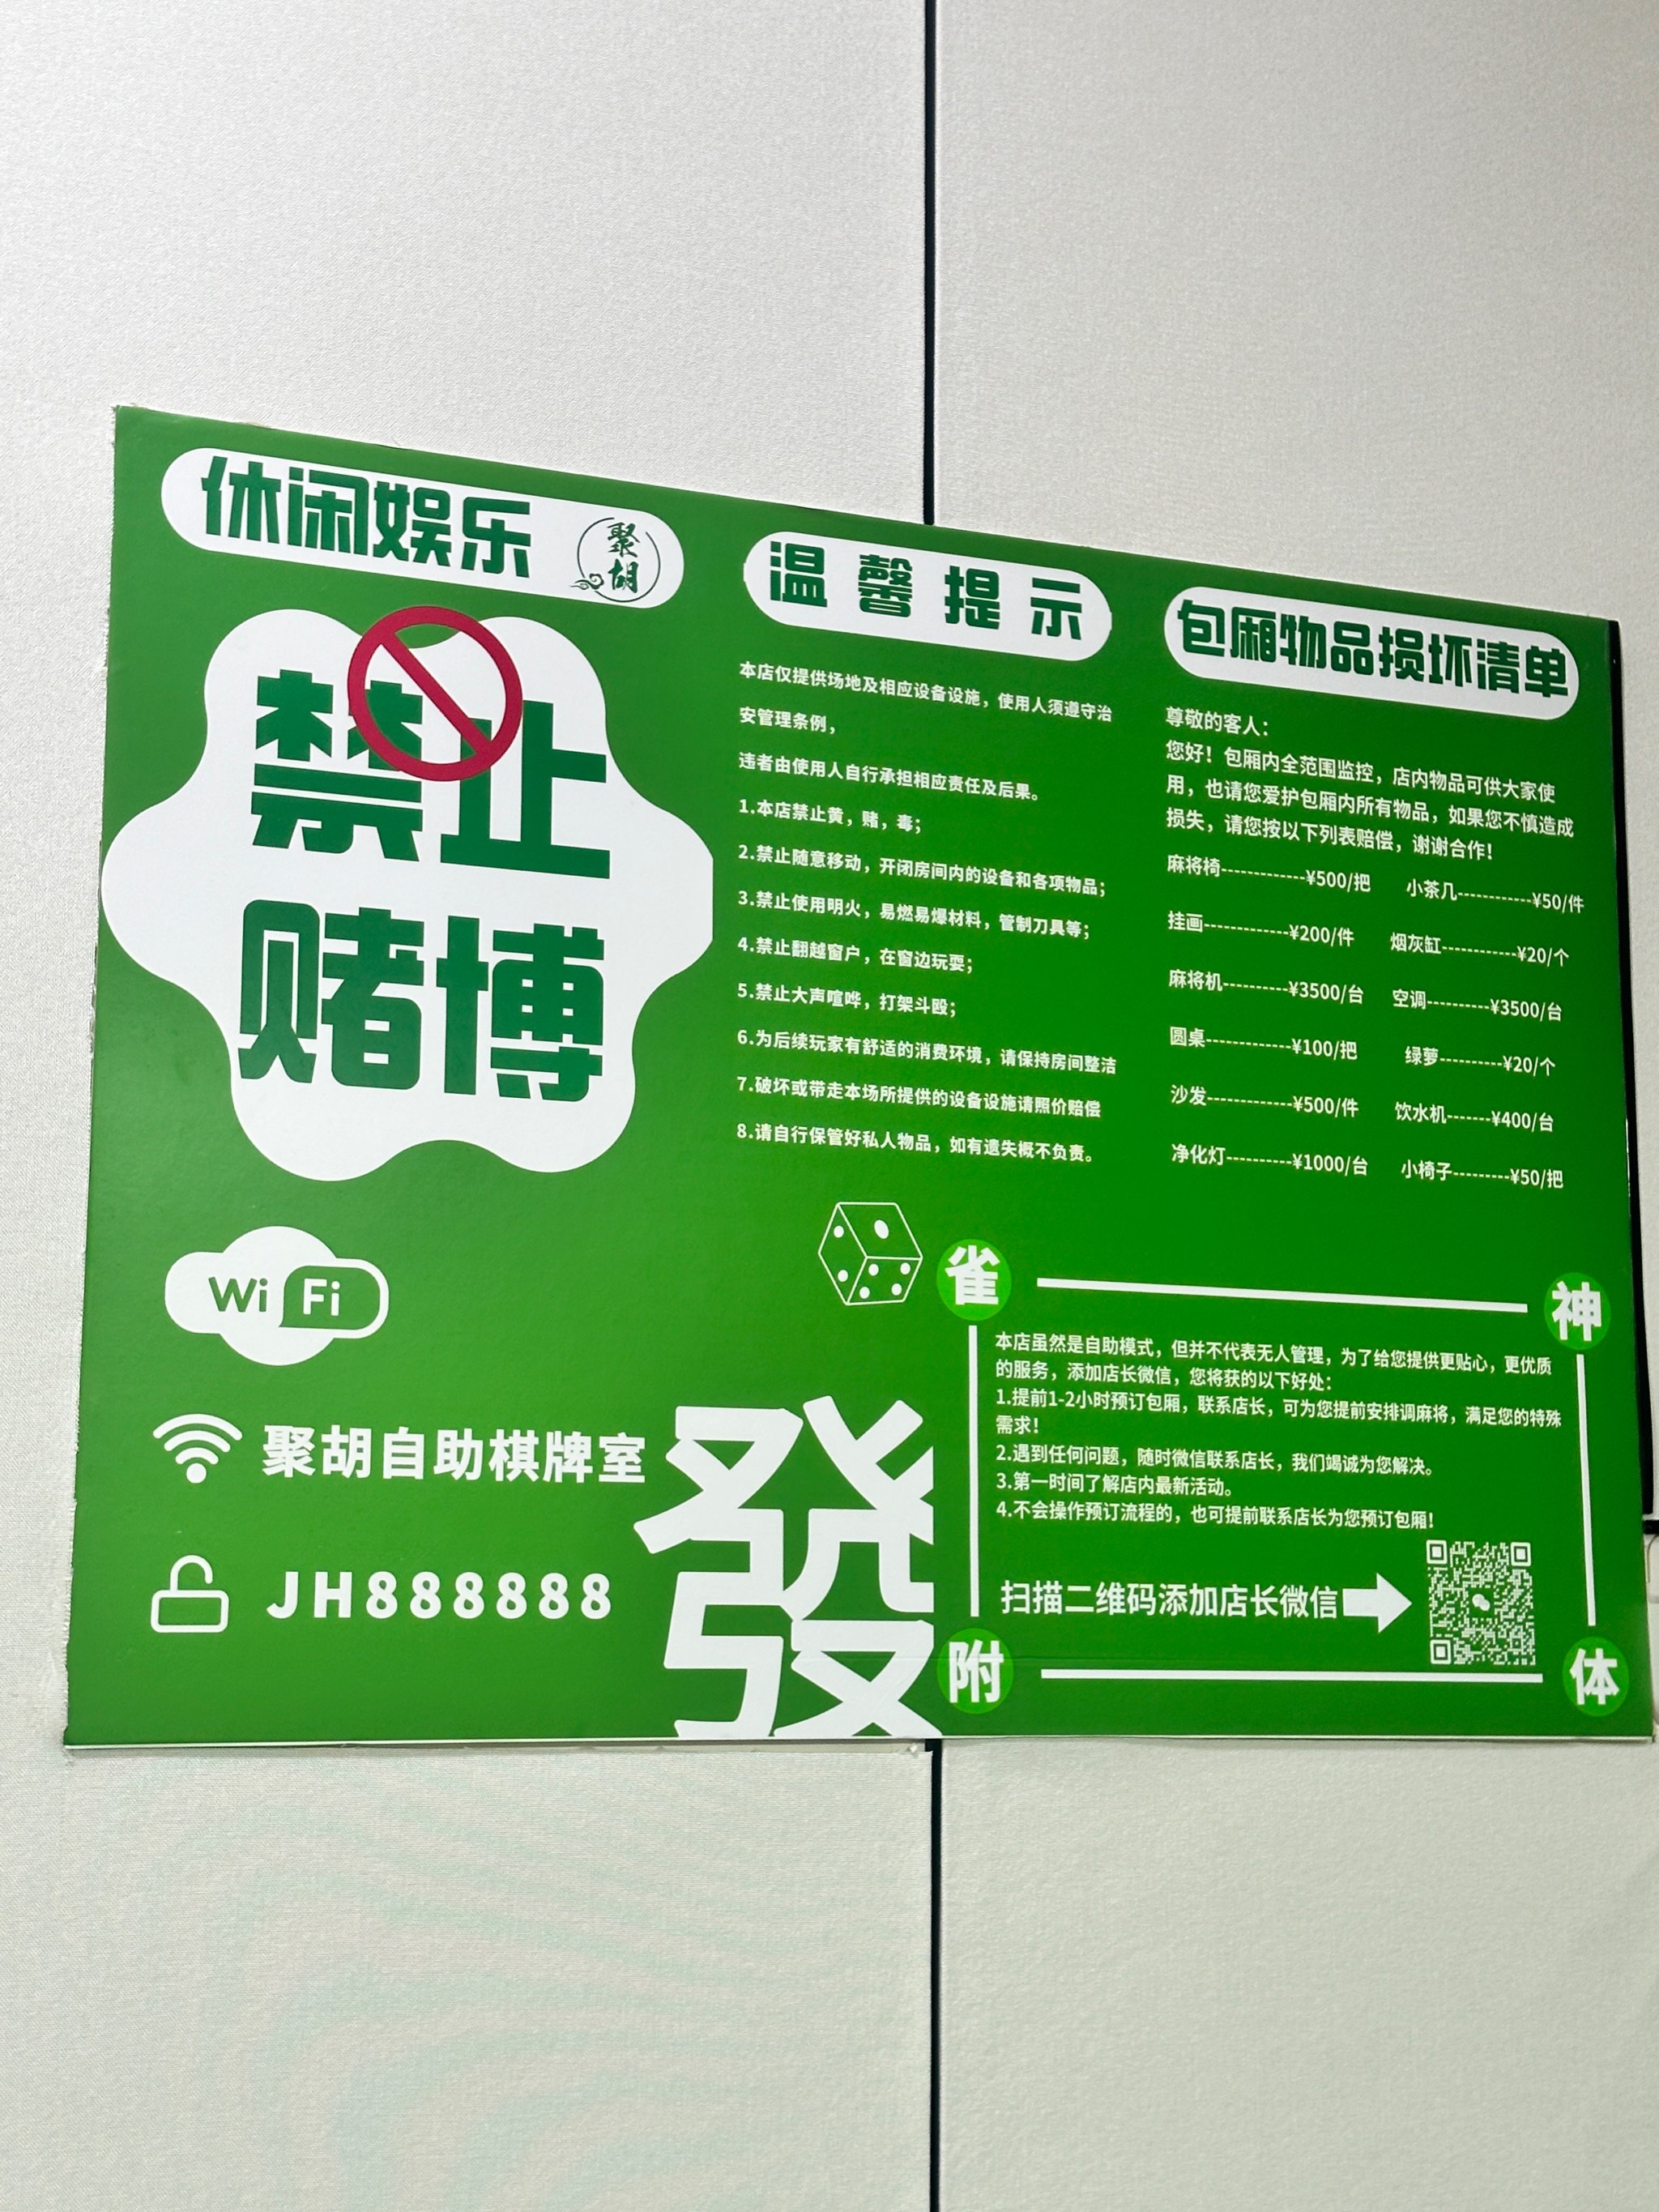 休闲娱乐
聚胡
禁止
赌博
WiFi
聚胡自助棋牌室
JH888888
發
温馨提示
本店仅提供场地及相应设备设施，使用人须遵守治
安管理条例，
违者由使用人自行承担相应责任及后果。
1.本店禁止黄，赌，毒；
2.禁止随意移动，开闭房间内的设备和各项物品；
3.禁止使用明火，易燃易爆材料，管制刀具等；
4.禁止翻越窗户，在窗边玩耍；
5.禁止大声喧哗，打架斗殴；
6.为后续玩家有舒适的消费环境，请保持房间整洁
7.破坏或带走本场所提供的设备设施请照价赔偿
8.请自行保管好私人物品，如有遗失概不负责。
包厢物品损坏清单
尊敬的客人：
您好！包厢内全范围监控，店内物品可供大家使
用，也请您爱护包厢内所有物品，如果您不慎造成
损失，请您按以下列表赔偿，谢谢合作！
麻将椅-------------¥500/把 小茶几------------¥50/件
挂画-------------¥200/件 烟灰缸------------¥20/个
麻将机----------¥3500/台 空调----------¥3500/台
圆桌-------------¥100/把 绿萝----------¥20/个
沙发-------------¥500/件 饮水机-------¥400/台
净化灯----------¥1000/台 小椅子---------¥50/把
雀神附体
本店虽然是自助模式，但并不代表无人管理，为了给您提供更贴心，更优质
的服务，添加店长微信，您将获的以下好处：
1.提前1-2小时预订包厢，联系店长，可为您提前安排调麻将，满足您的特殊
需求！
2.遇到任何问题，随时微信联系店长，我们竭诚为您解决。
3.第一时间了解店内最新活动。
4.不会操作预订流程的，也可提前联系店长为您预订包厢！
扫描二维码添加店长微信